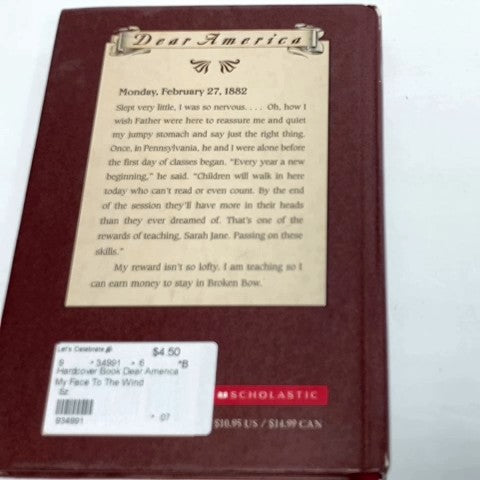 Dear America
Monday, February 27, 1882
Slept very little, I was so nervous. . . . Oh, how I
wish Father were here to reassure me and quiet
my jumpy stomach and say just the right thing.
Once, in Pennsylvania, he and I were alone before
the first day of classes began. "Every year a new
beginning," he said. "Children will walk in here
today who can't read or even count. By the end
of the session they'll have more in their heads
than they ever dreamed of. That's one of the
rewards of teaching, Sarah Jane. Passing on these
skills."
My reward isn't so lofty. I am teaching so I
can earn money to stay in Broken Bow.
Let's Celebrate
$4.50
34991 6 *B
Hardcover Book Dear America
My Face To The Wind
934991
07
SCHOLASTIC
$10.95 US / $14.99 CAN